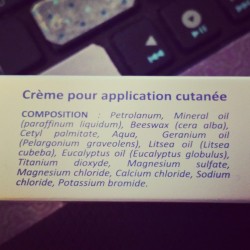 Crème pour application cutanée
COMPOSITION : Petrolanum, Mineral oil
(paraffinum liquidum), Beeswax (cera alba),
Cetyl palmitate, Aqua, Geranium oil
(Pelargonium graveolens), Litsea oil (Litsea
cubeba), Eucalyptus oil (Eucalyptus globulus),
Titanium dioxyde, Magnesium sulfate,
Magnesium chloride, Calcium chloride, Sodium
chloride, Potassium bromide.